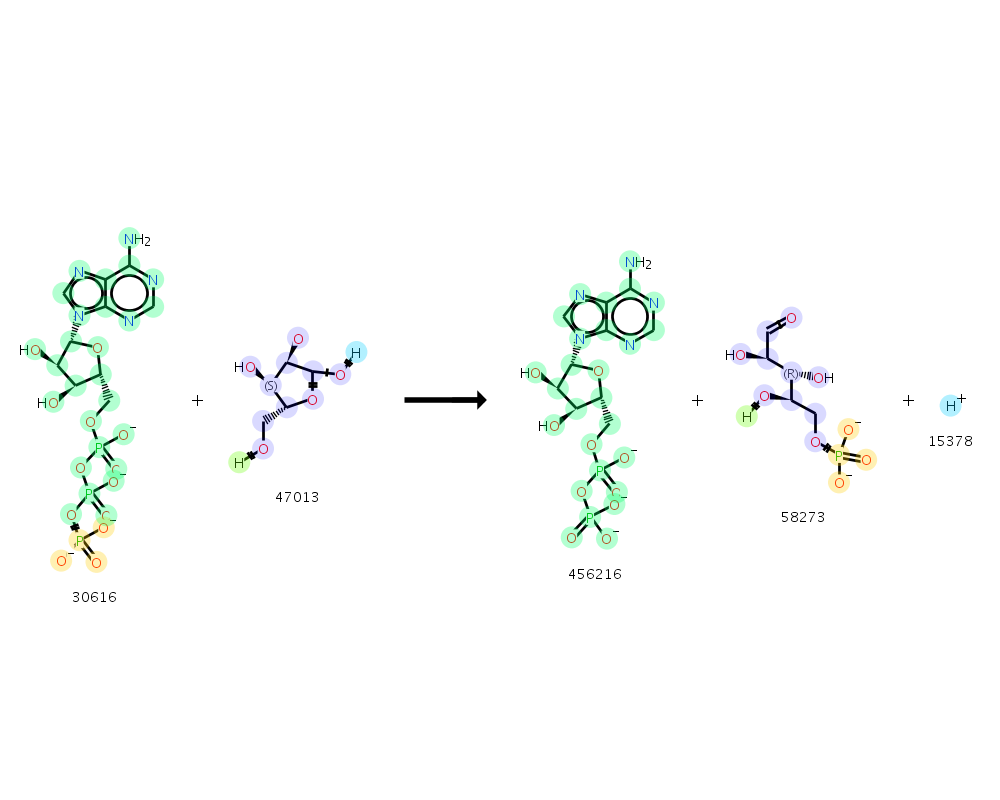 NH2
N N
N N
HO O
HO
O O−
P
O O O−
P
O O O−
P
O− O
30616
+
O
HO H
(S) O
O
O
H
47013
NH2
N N
N N
HO O
HO
O O−
P
O O O−
P
O O−
456216
+
O
HO (R) OH
O
H
O O−
P O
O−
58273
+
H+
15378